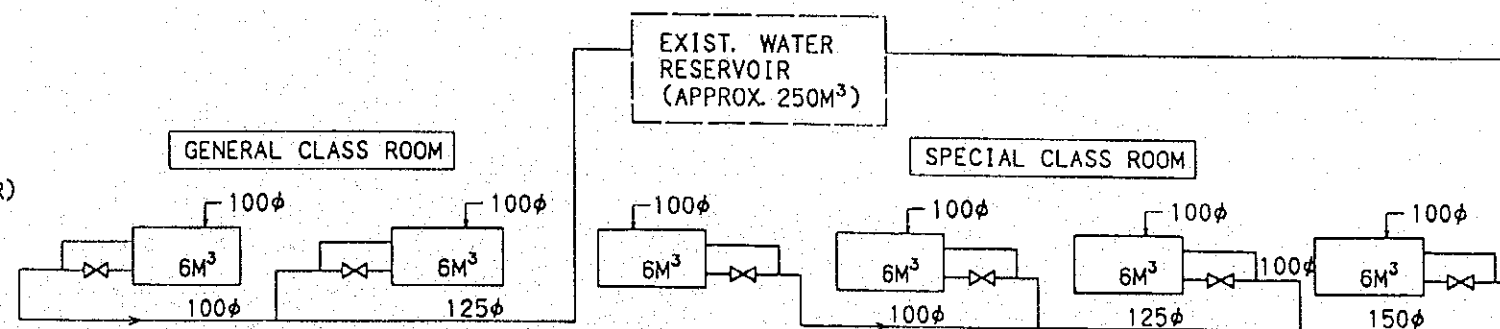 EXIST. WATER
RESERVOIR
(APPROX. 250M³)
GENERAL CLASS ROOM
SPECIAL CLASS ROOM
R)
100ϕ
100ϕ
100ϕ
100ϕ
100ϕ
100ϕ
6M³
6M³
6M³
6M³
6M³
100ϕ
6M³
100ϕ
125ϕ
100ϕ
125ϕ
150ϕ